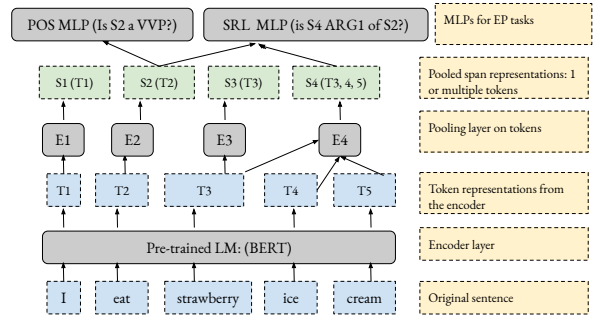 POS MLP (Is S2 a VVP?)
SRL MLP (is S4 ARG1 of S2?)
MLPs for EP tasks
S1 (T1)
S2 (T2)
S3 (T3)
S4 (T3, 4, 5)
Pooled span representations: 1
or multiple tokens
E1
E2
E3
E4
Pooling layer on tokens
T1
T2
T3
T4
T5
Token representations from
the encoder
Pre-trained LM: (BERT)
Encoder layer
I
eat
strawberry
ice
cream
Original sentence